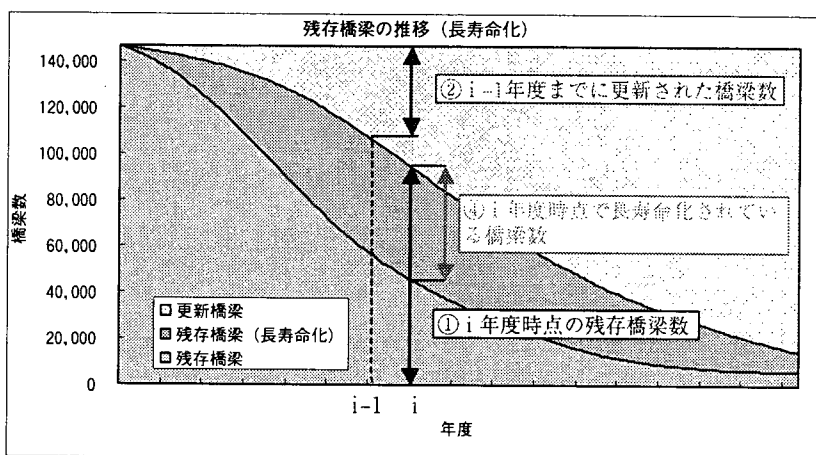 残存橋梁の推移（長寿命化）
140,000
120,000
100,000
80,000
60,000
40,000
20,000
0
橋梁数
② i-1年度までに更新された橋梁数
④ i 年度時点で長寿命化されてい
る橋梁数
① i 年度時点の残存橋梁数
更新橋梁
残存橋梁（長寿命化）
残存橋梁
i-1 i
年度